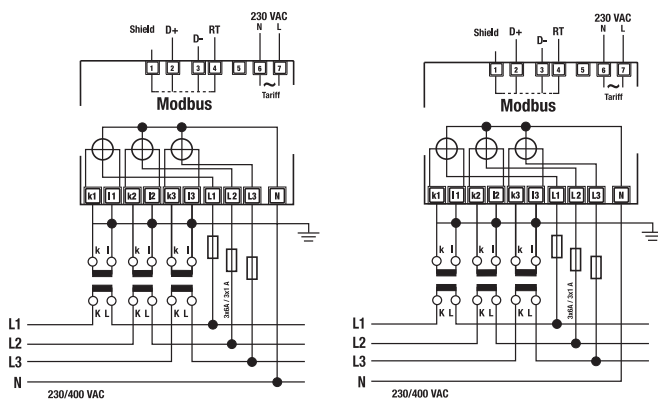 230 VAC
Shield D+ D- RT N L
1 2 3 4 5 6 7
~
Tariff
Modbus
k1 l1 k2 l2 k3 l3 L1 L2 L3 N
k l k l k l
K L K L K L
3x6A / 3x1 A
L1
L2
L3
N
230/400 VAC
230 VAC
Shield D+ D- RT N L
1 2 3 4 5 6 7
~
Tariff
Modbus
k1 l1 k2 l2 k3 l3 L1 L2 L3 N
k l k l k l
K L K L K L
3x6A / 3x1 A
L1
L2
L3
N
230/400 VAC